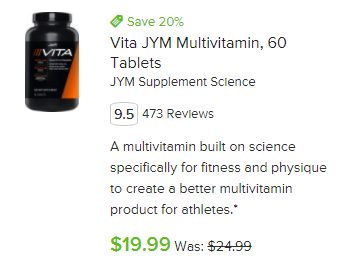 VITA
Save 20%
Vita JYM Multivitamin, 60
Tablets
JYM Supplement Science
9.5 473 Reviews
A multivitamin built on science
specifically for fitness and physique
to create a better multivitamin
product for athletes.*
$19.99 Was: $24.99